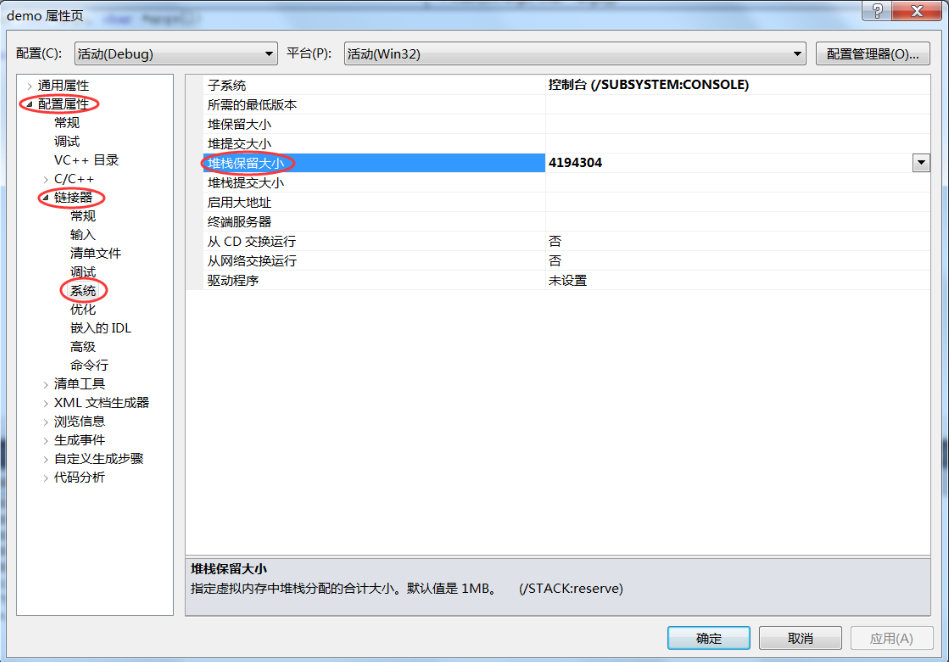 demo 属性页
配置(C): 活动(Debug) 平台(P): 活动(Win32) 配置管理器(O)...
通用属性
配置属性
常规
调试
VC++ 目录
C/C++
链接器
常规
输入
清单文件
调试
系统
优化
嵌入的 IDL
高级
命令行
清单工具
XML 文档生成器
浏览信息
生成事件
自定义生成步骤
代码分析
子系统 控制台 (/SUBSYSTEM:CONSOLE)
所需的最低版本
堆保留大小
堆提交大小
堆栈保留大小 4194304
堆栈提交大小
启用大地址
终端服务器
从 CD 交换运行 否
从网络交换运行 否
驱动程序 未设置
堆栈保留大小
指定虚拟内存中堆栈分配的合计大小。默认值是 1MB。 (/STACK:reserve)
确定 取消 应用(A)